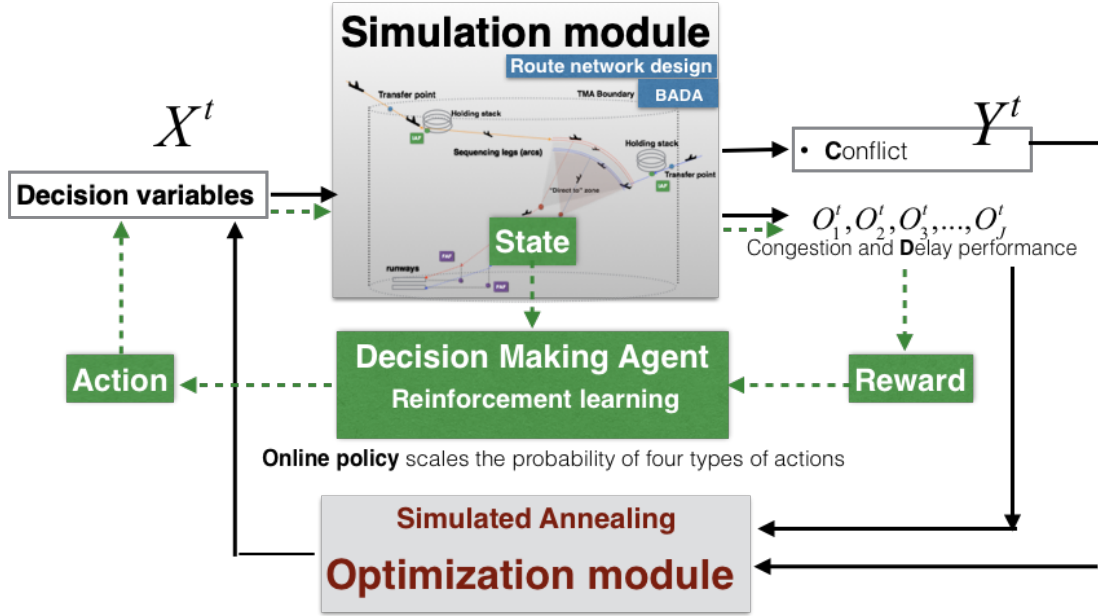 Simulation module
Route network design
BADA
Transfer point
TMA Boundary
Holding stack
IAF
Sequencing legs (arcs)
Holding stack
Transfer point
IAF
"Direct to" zone
State
FAF
runways
FAF
X^t
Decision variables
Y^t
• Conflict
O_1^t, O_2^t, O_3^t,..., O_J^t
Congestion and Delay performance
Action
Decision Making Agent
Reinforcement learning
Reward
Online policy scales the probability of four types of actions
Simulated Annealing
Optimization module